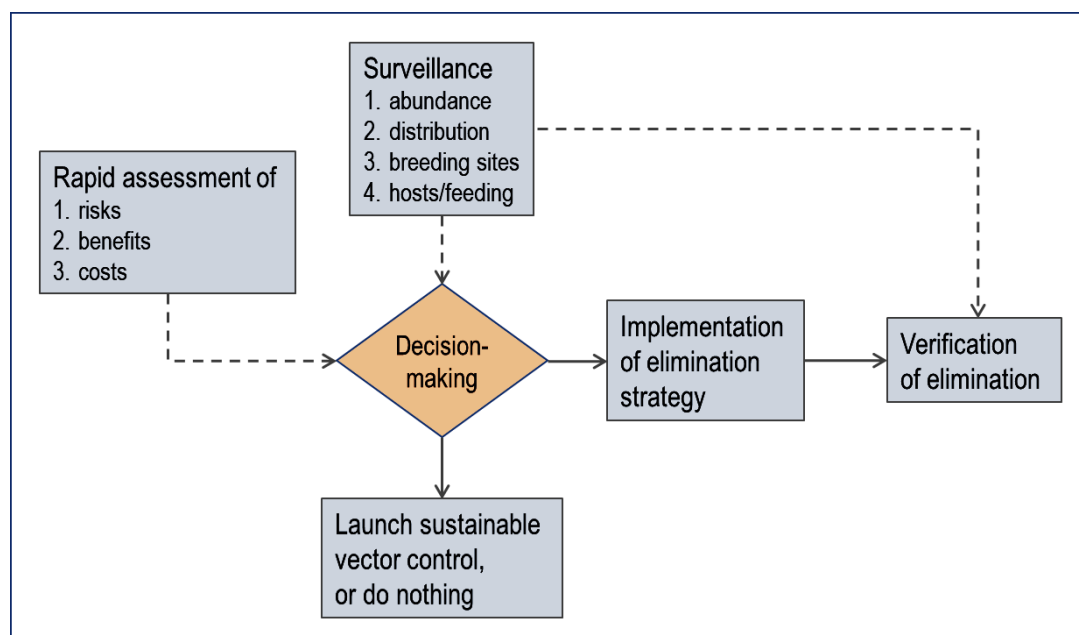 Surveillance
1. abundance
2. distribution
3. breeding sites
4. hosts/feeding
Rapid assessment of
1. risks
2. benefits
3. costs
Decision-
making
Implementation
of elimination
strategy
Verification
of elimination
Launch sustainable
vector control,
or do nothing